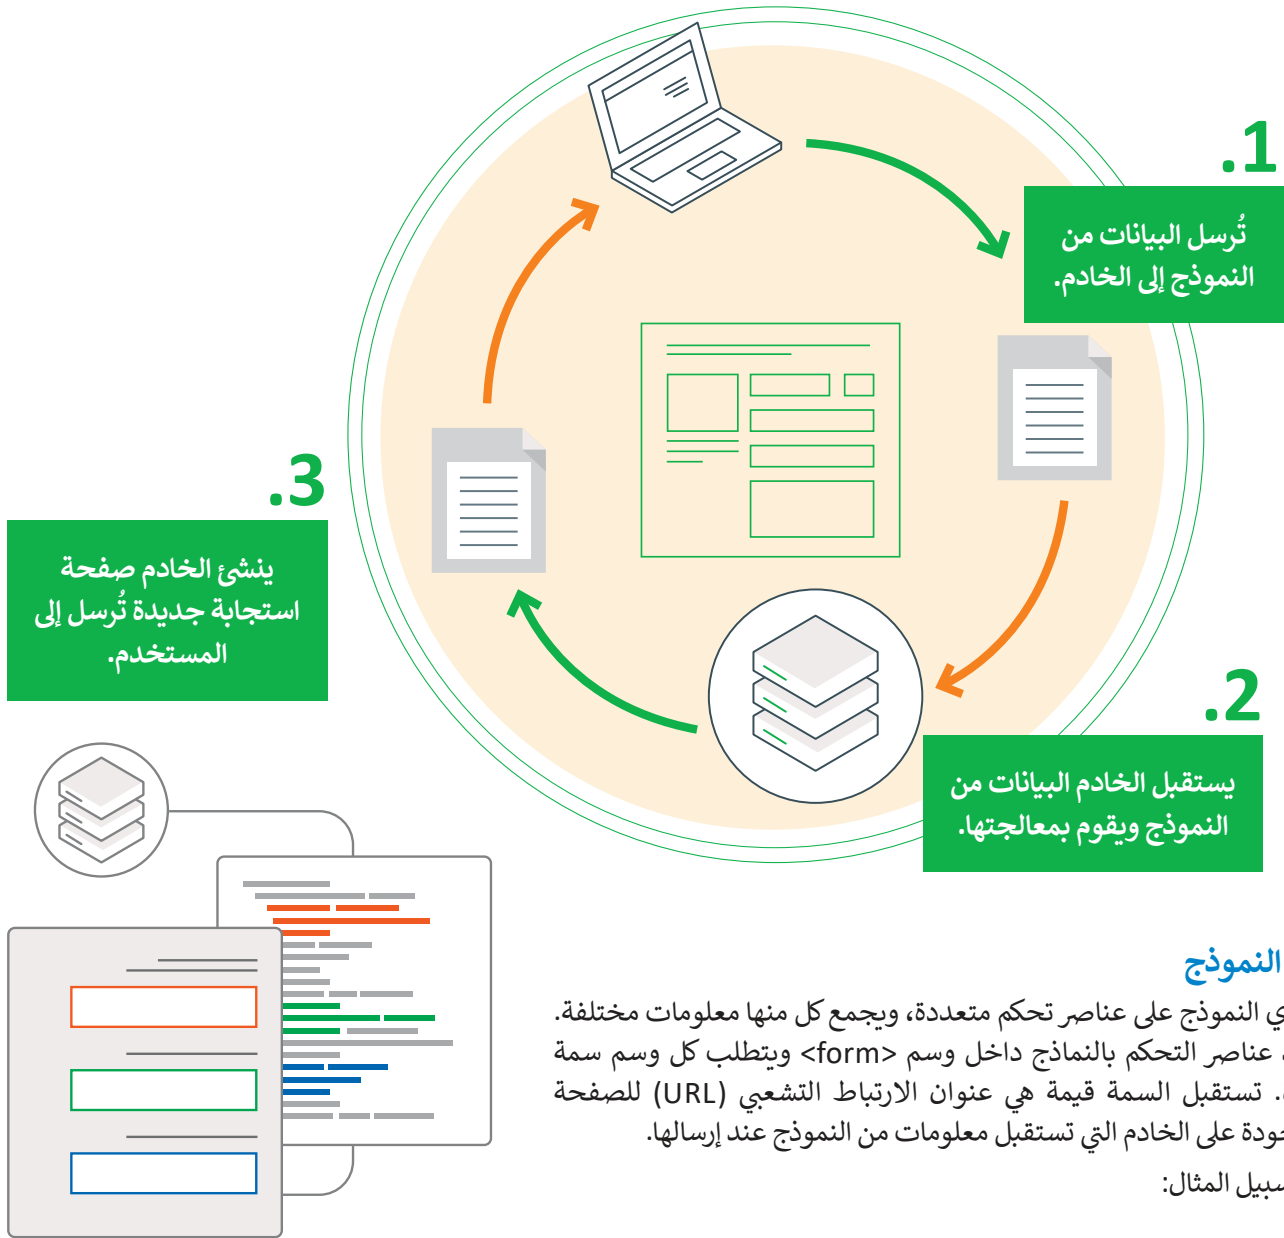 1.
تُرسل البيانات من
النموذج إلى الخادم.
2.
يستقبل الخادم البيانات من
النموذج ويقوم بمعالجتها.
3.
ينشئ الخادم صفحة
استجابة جديدة تُرسل إلى
المستخدم.
النموذج
النموذج على عناصر تحكم متعددة، ويجمع كل منها معلومات مختلفة.
عناصر التحكم بالنماذج داخل وسم <form> ويتطلب كل وسم سمة
تستقبل السمة قيمة هي عنوان الارتباط التشعبي (URL) للصفحة
على الخادم التي تستقبل معلومات من النموذج عند إرسالها.
سبيل المثال: